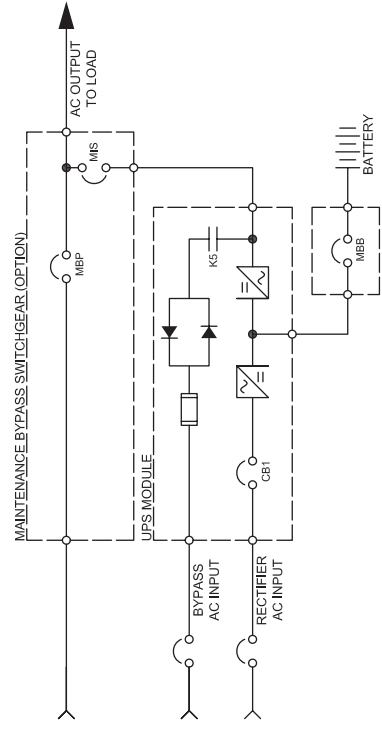 MAINTENANCE BYPASS SWITCHGEAR (OPTION)
MBP
MIS
AC OUTPUT
TO LOAD
UPS MODULE
K5
CB1
BYPASS
AC INPUT
RECTIFIER
AC INPUT
MBB
BATTERY